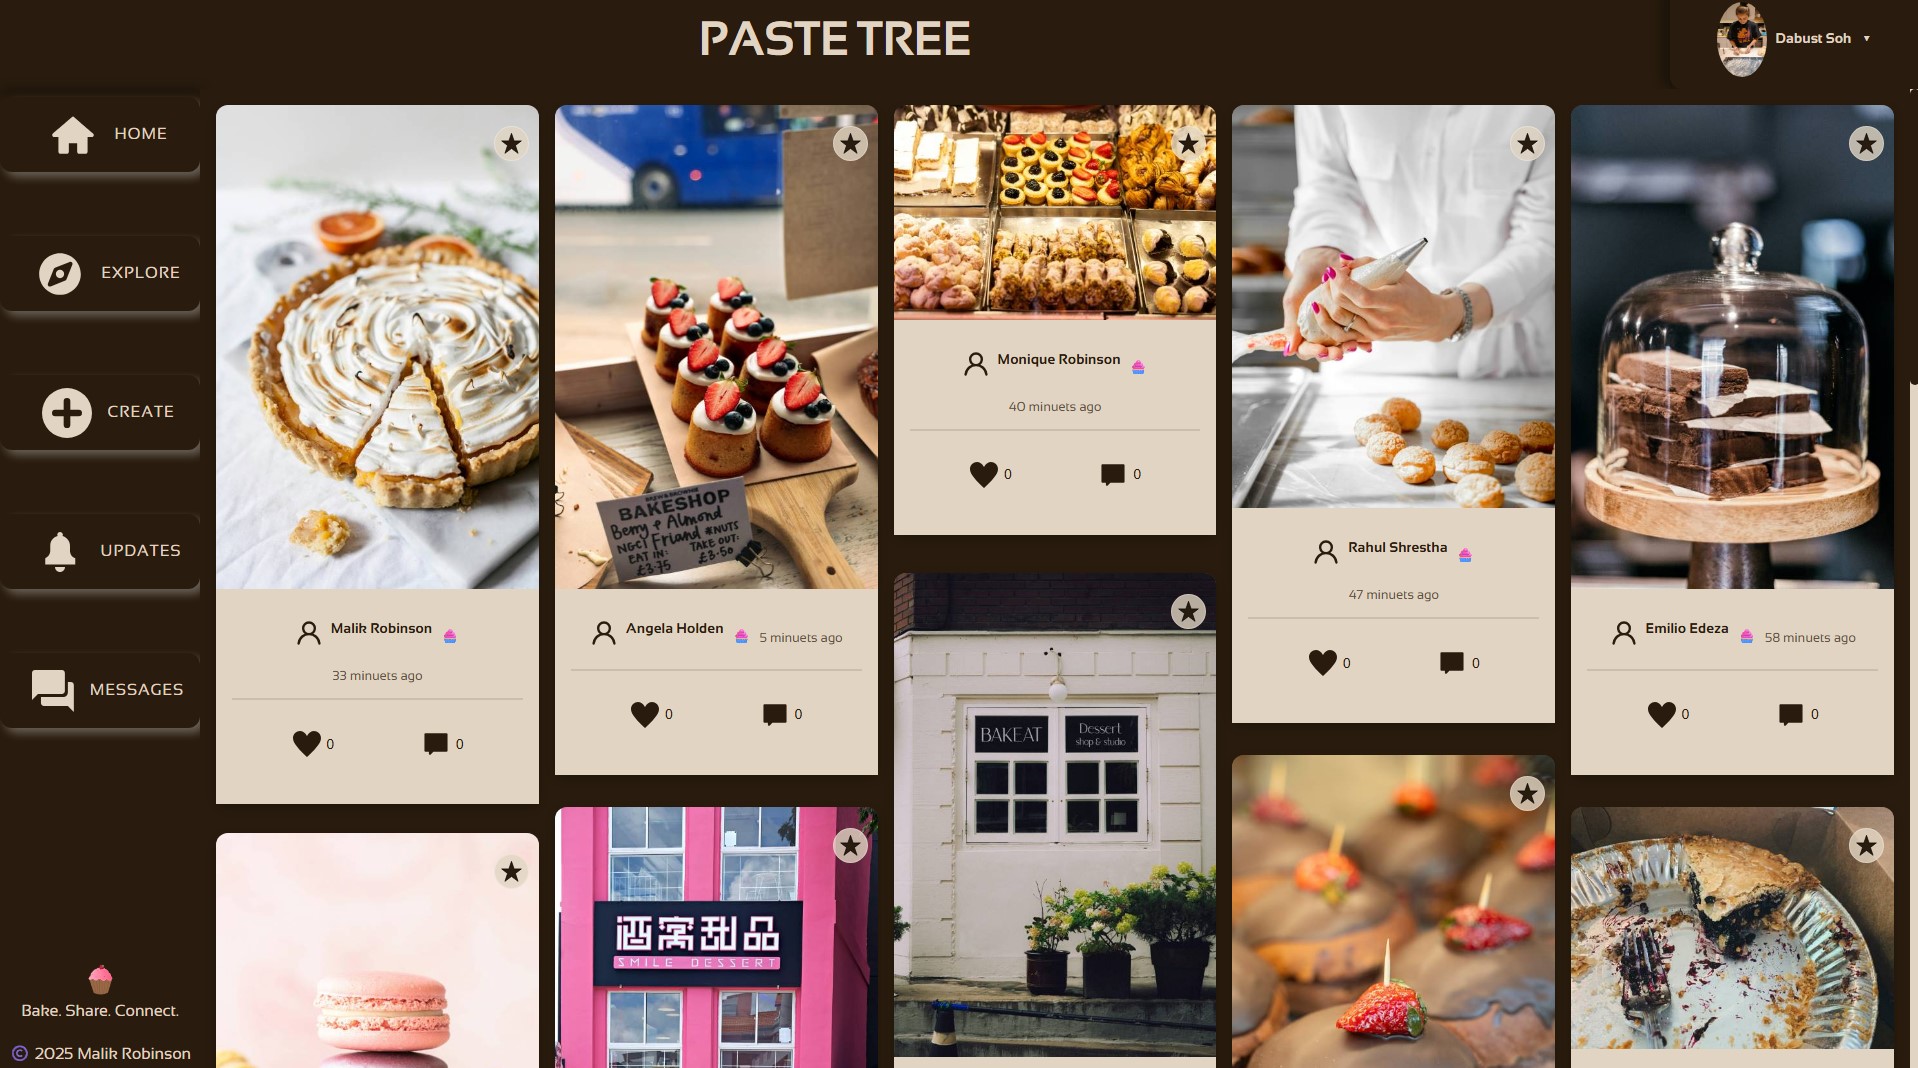 PASTE TREE
Dabust Soh ▼
HOME
EXPLORE
CREATE
UPDATES
MESSAGES
Bake. Share. Connect.
© 2025 Malik Robinson
BAKESHOP
Berry & Almond
NGCI Friand *NUTS
EAT IN: TAKE OUT:
£3.75 £3.50
Malik Robinson
33 minuets ago
0 0
Angela Holden 5 minuets ago
0 0
Monique Robinson
40 minuets ago
0 0
Rahul Shrestha
47 minuets ago
0 0
Emilio Edeza 58 minuets ago
0 0
酒窝甜品
SMILE DESSERT
BAKEAT
Dessert
shop & studio